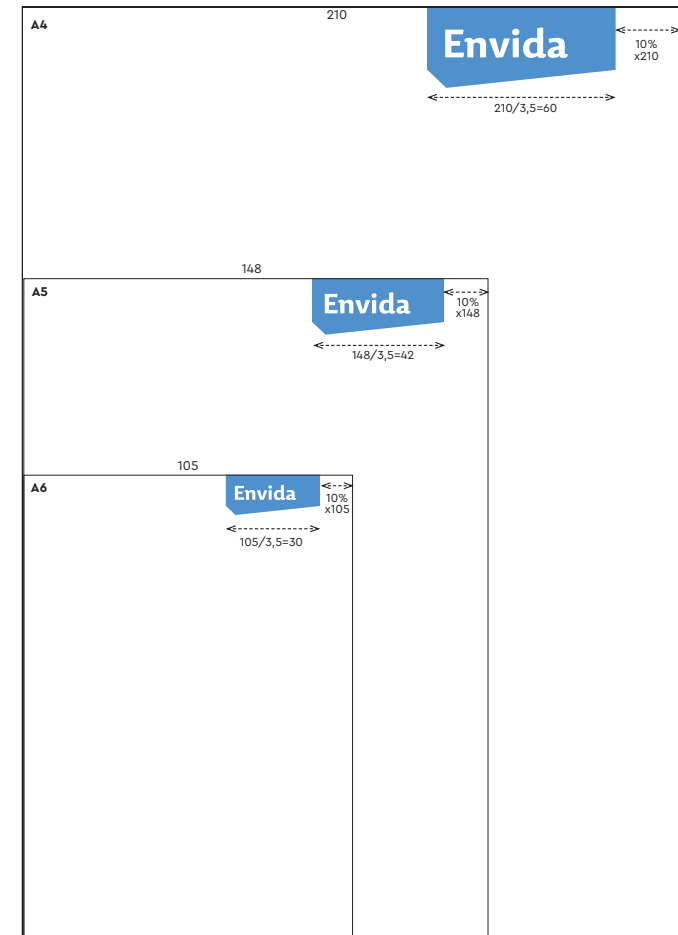 210
A4
Envida
10%
x210
210/3,5=60
148
A5
Envida
10%
x148
148/3,5=42
105
A6
Envida
10%
x105
105/3,5=30